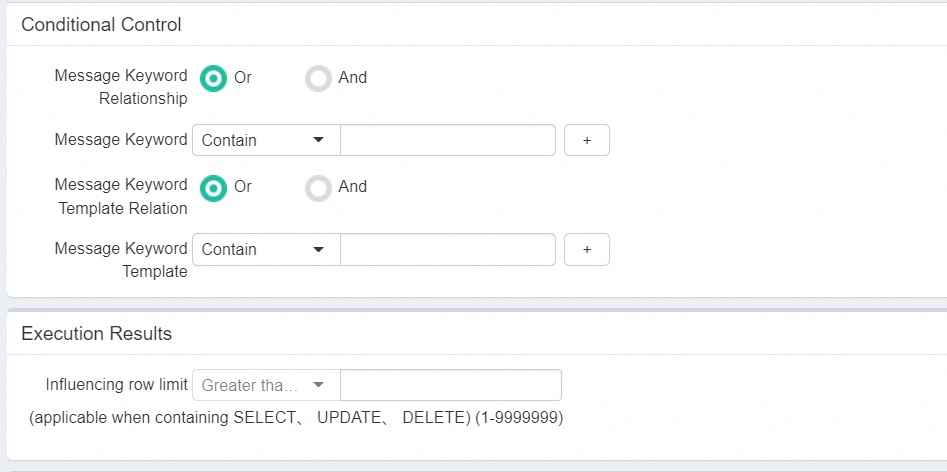 Conditional Control
Message Keyword Relationship
Or
And
Message Keyword
Contain
+
Message Keyword Template Relation
Or
And
Message Keyword Template
Contain
+
Execution Results
Influencing row limit
Greater tha...
(applicable when containing SELECT、 UPDATE、 DELETE) (1-9999999)